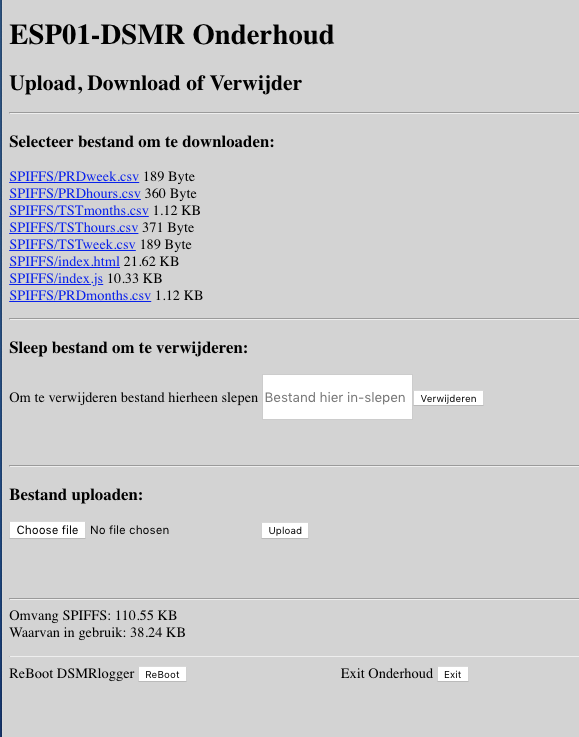 ESP01-DSMR Onderhoud
Upload, Download of Verwijder
Selecteer bestand om te downloaden:
SPIFFS/PRDweek.csv 189 Byte
SPIFFS/PRDhours.csv 360 Byte
SPIFFS/TSTmonths.csv 1.12 KB
SPIFFS/TSThours.csv 371 Byte
SPIFFS/TSTweek.csv 189 Byte
SPIFFS/index.html 21.62 KB
SPIFFS/index.js 10.33 KB
SPIFFS/PRDmonths.csv 1.12 KB
Sleep bestand om te verwijderen:
Om te verwijderen bestand hierheen slepen Bestand hier in-slepen Verwijderen
Bestand uploaden:
Choose file No file chosen Upload
Omvang SPIFFS: 110.55 KB
Waarvan in gebruik: 38.24 KB
ReBoot DSMRlogger ReBoot Exit Onderhoud Exit